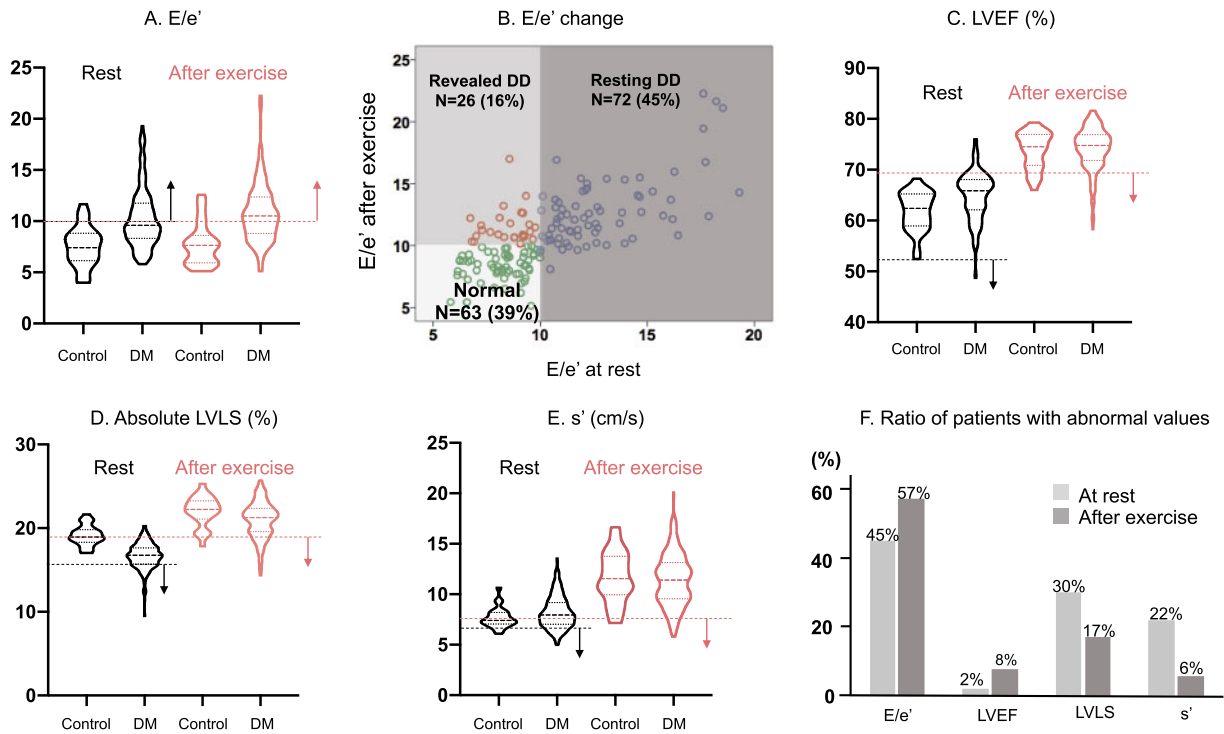 A. E/e’
25
20
15
10
5
0
Rest
After exercise
Control
DM
Control
DM
B. E/e’ change
E/e’ after exercise
25
20
15
10
5
Revealed DD
N=26 (16%)
Resting DD
N=72 (45%)
Normal
N=63 (39%)
5
10
15
20
E/e’ at rest
C. LVEF (%)
90
80
70
60
50
40
Rest
After exercise
Control
DM
Control
DM
D. Absolute LVLS (%)
30
20
10
0
Rest
After exercise
Control
DM
Control
DM
E. s’ (cm/s)
25
20
15
10
5
0
Rest
After exercise
Control
DM
Control
DM
F. Ratio of patients with abnormal values
(%)
60
40
20
0
At rest
After exercise
45%
57%
2%
8%
30%
17%
22%
6%
E/e’
LVEF
LVLS
s’